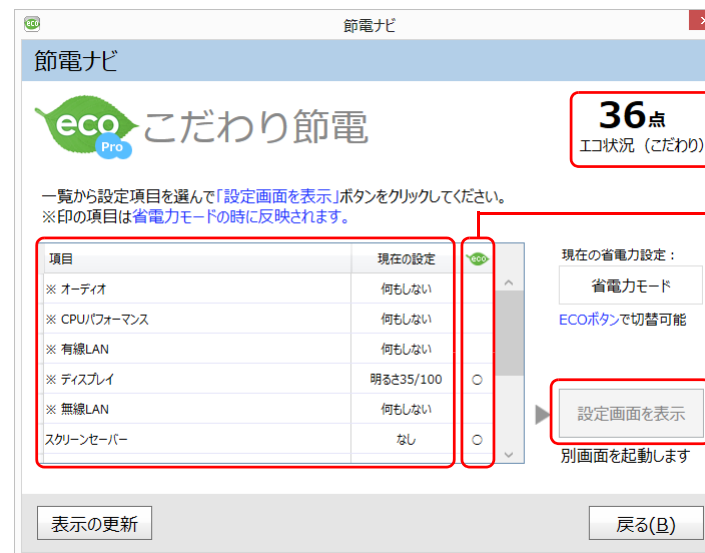 eco
節電ナビ
節電ナビ
eco
Pro
こだわり節電
36点
エコ状況（こだわり）
一覧から設定項目を選んで「設定画面を表示」ボタンをクリックしてください。
※印の項目は省電力モードの時に反映されます。
項目 現在の設定 eco
※ オーディオ 何もしない
※ CPUパフォーマンス 何もしない
※ 有線LAN 何もしない
※ ディスプレイ 明るさ35/100 ○
※ 無線LAN 何もしない
スクリーンセーバー なし ○
現在の省電力設定：
省電力モード
ECOボタンで切替可能
設定画面を表示
別画面を起動します
表示の更新
戻る(B)